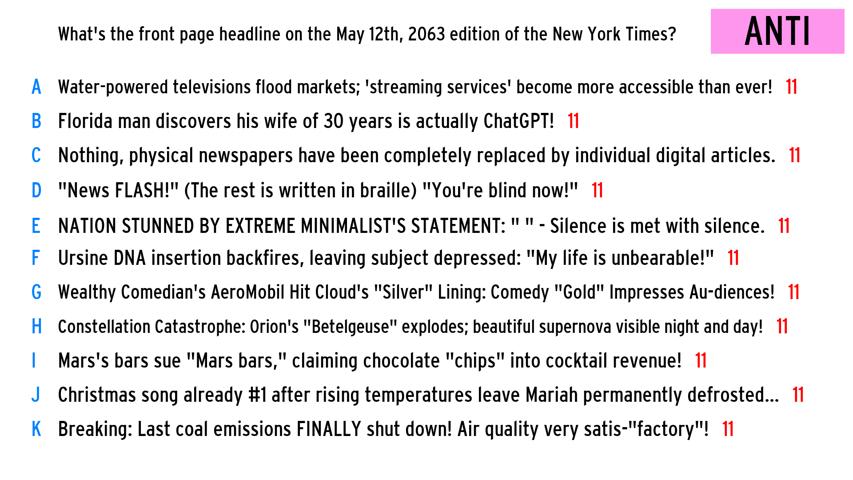 What's the front page headline on the May 12th, 2063 edition of the New York Times? ANTI
A Water-powered televisions flood markets; 'streaming services' become more accessible than ever! 11
B Florida man discovers his wife of 30 years is actually ChatGPT! 11
C Nothing, physical newspapers have been completely replaced by individual digital articles. 11
D "News FLASH!" (The rest is written in braille) "You're blind now!" 11
E NATION STUNNED BY EXTREME MINIMALIST'S STATEMENT: " " - Silence is met with silence. 11
F Ursine DNA insertion backfires, leaving subject depressed: "My life is unbearable!" 11
G Wealthy Comedian's AeroMobil Hit Cloud's "Silver" Lining: Comedy "Gold" Impresses Au-diences! 11
H Constellation Catastrophe: Orion's "Betelgeuse" explodes; beautiful supernova visible night and day! 11
I Mars's bars sue "Mars bars," claiming chocolate "chips" into cocktail revenue! 11
J Christmas song already #1 after rising temperatures leave Mariah permanently defrosted... 11
K Breaking: Last coal emissions FINALLY shut down! Air quality very satis-"factory"! 11